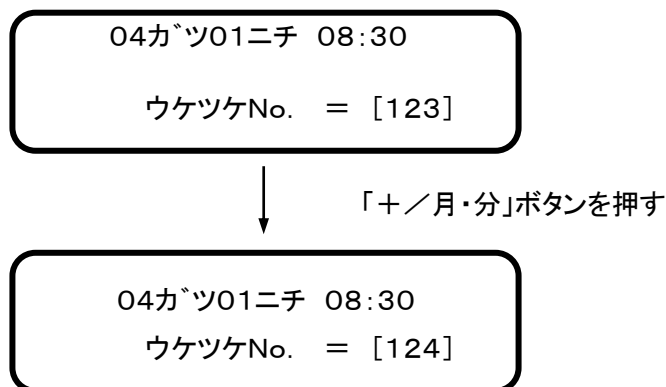 04カ゛ツ01ニチ 08:30
ウケツケNo. ＝ [123]
「＋／月・分」ボタンを押す
04カ゛ツ01ニチ 08:30
ウケツケNo. ＝ [124]